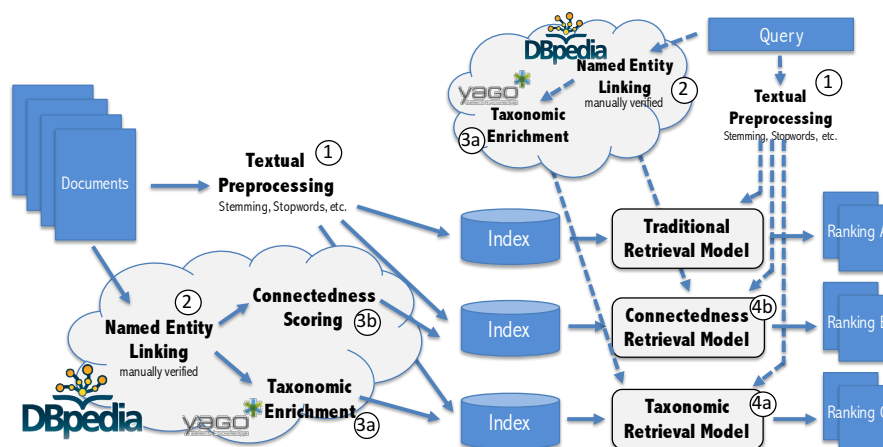 DBpedia
Query
Named Entity
Linking
manually verified
2
1
yago
Taxonomic
Enrichment
3a
Textual
Preprocessing
Stemming, Stopwords, etc.
Documents
1
Textual
Preprocessing
Stemming, Stopwords, etc.
Index
Traditional
Retrieval Model
Ranking A
2
Named Entity
Linking
manually verified
Connectedness
Scoring
3b
Index
Connectedness
Retrieval Model
4b
Ranking
DBpedia
yago
Taxonomic
Enrichment
3a
Index
Taxonomic
Retrieval Model
4a
Ranking